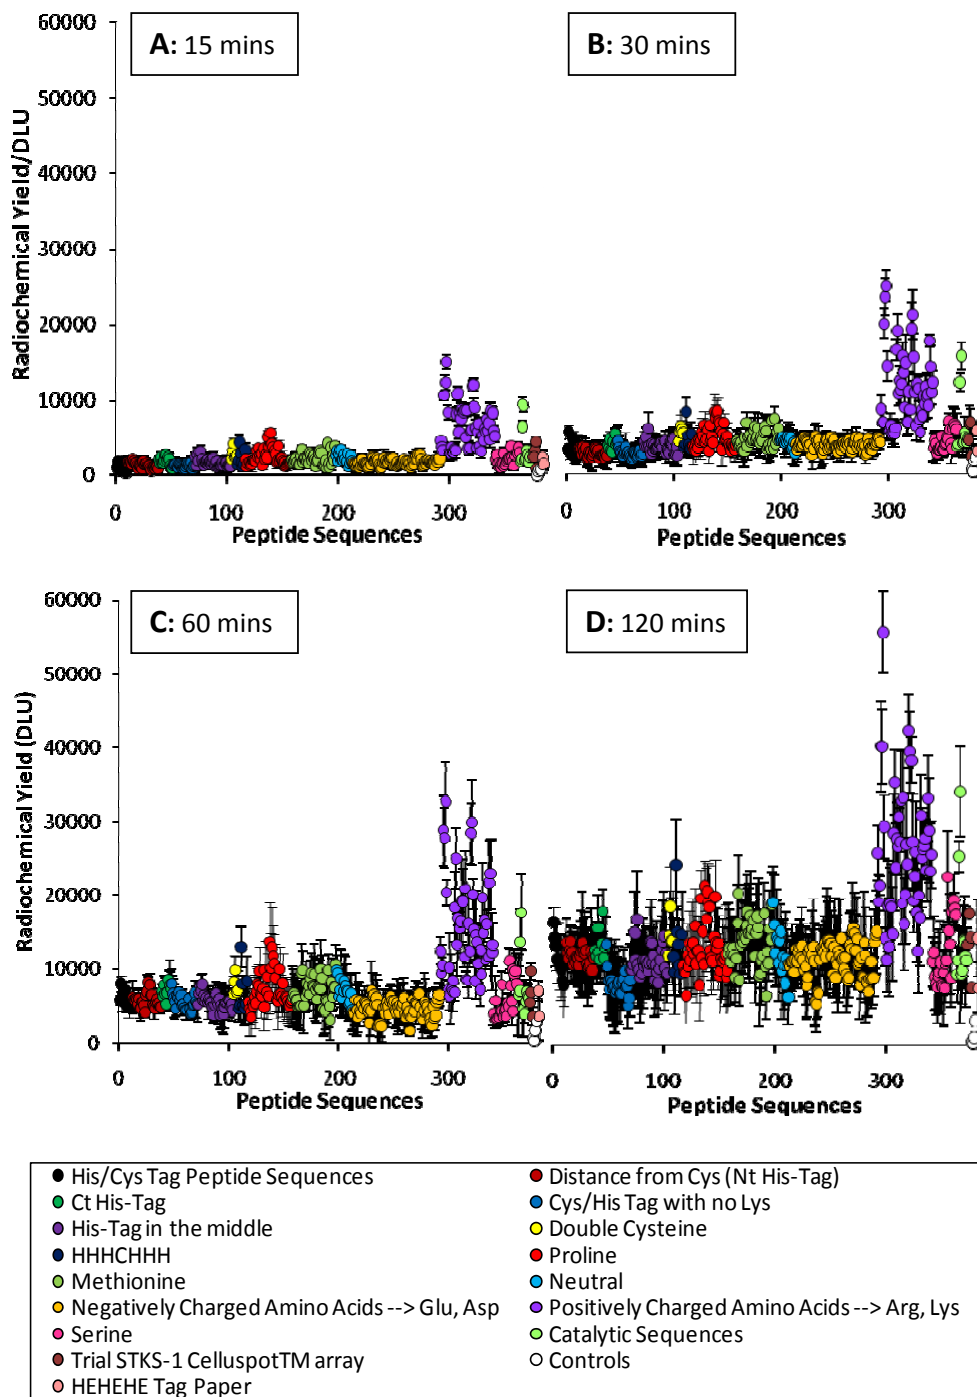 A: 15 mins
B: 30 mins
60000
50000
40000
30000
20000
10000
0
Radiochemical Yield/DLU
0 100 200 300
Peptide Sequences
0 100 200 300
Peptide Sequences
C: 60 mins
D: 120 mins
60000
50000
40000
30000
20000
10000
0
Radiochemical Yield (DLU)
0 100 200 300
Peptide Sequences
0 100 200 300
Peptide Sequences
His/Cys Tag Peptide Sequences
Distance from Cys (Nt His-Tag)
Ct His-Tag
Cys/His Tag with no Lys
His-Tag in the middle
Double Cysteine
HHHCHHH
Proline
Methionine
Neutral
Negatively Charged Amino Acids --> Glu, Asp
Positively Charged Amino Acids --> Arg, Lys
Serine
Catalytic Sequences
Trial STKS-1 CelluspotTM array
Controls
HEHEHE Tag Paper